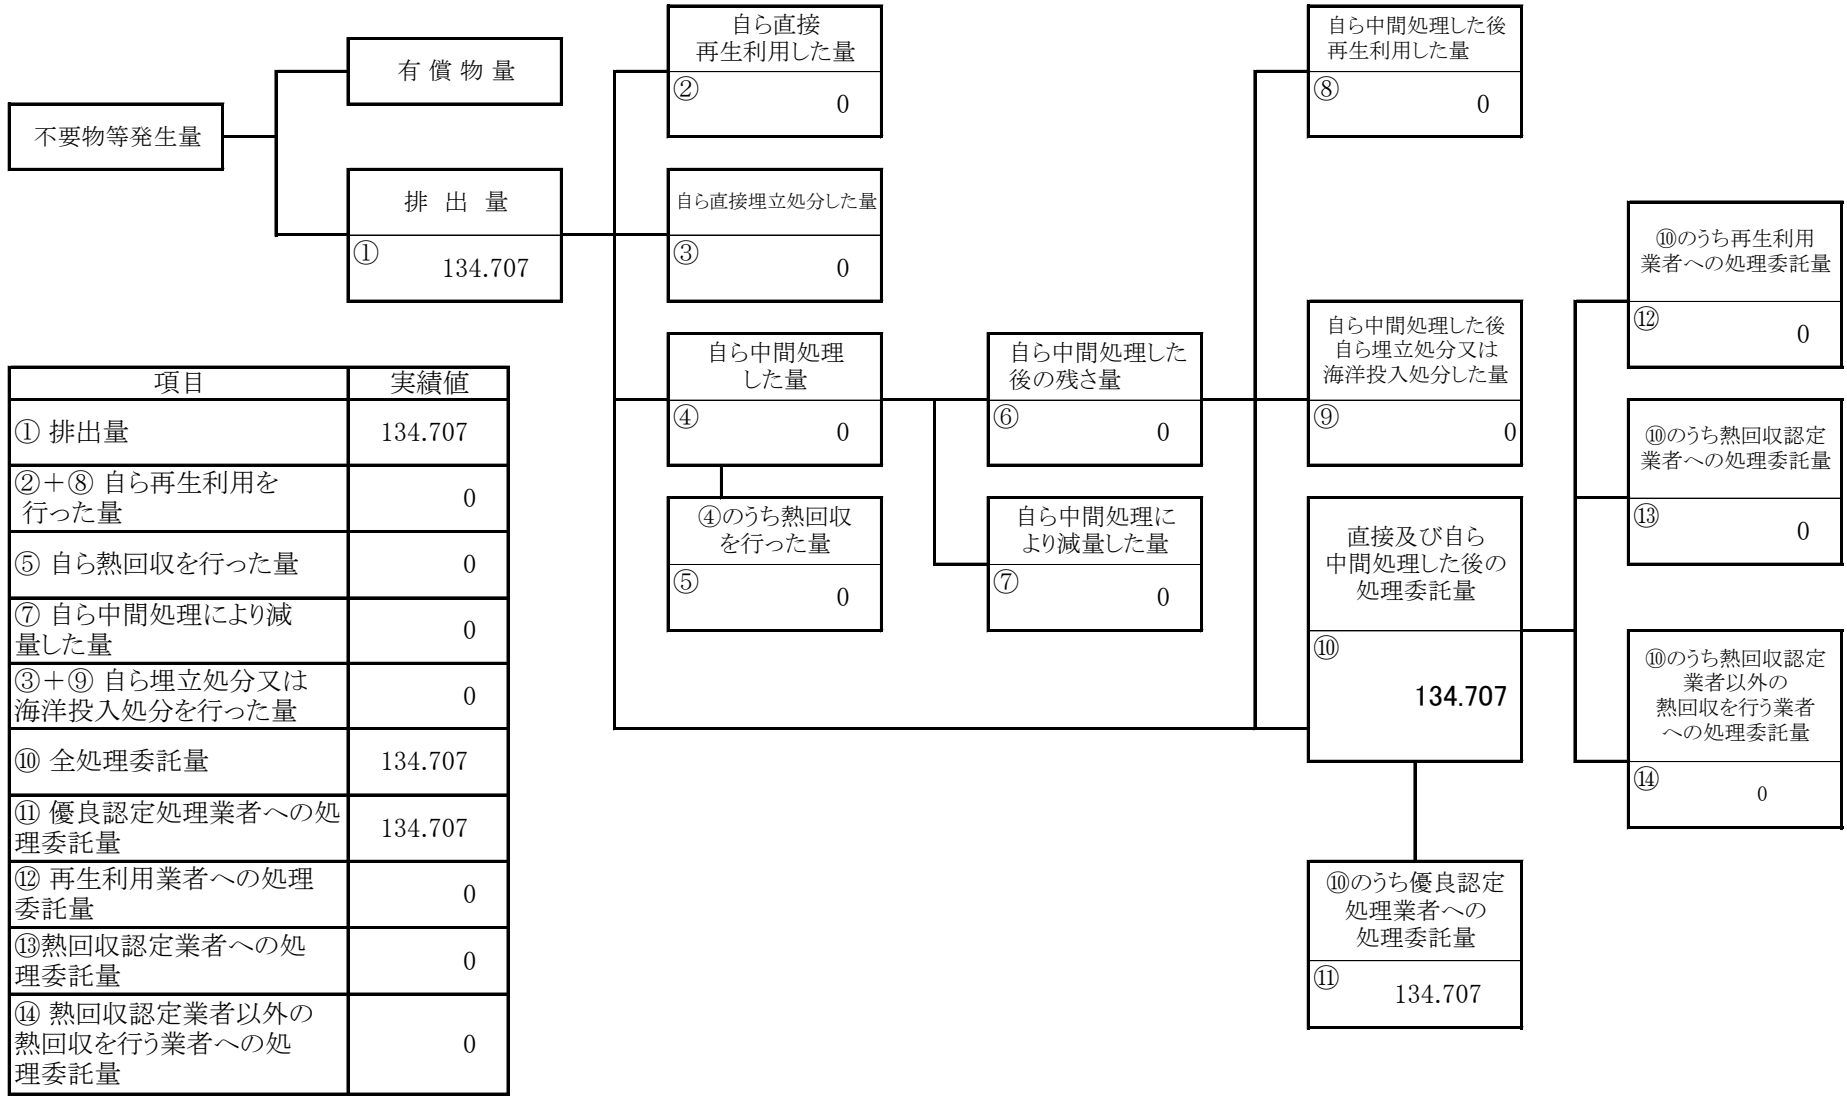 不要物等発生量
有 償 物 量
排 出 量
①
134.707
自ら直接
再生利用した量
②
0
自ら直接埋立処分した量
③
0
自ら中間処理
した量
④
0
④のうち熱回収
を行った量
⑤
0
自ら中間処理した
後の残さ量
⑥
0
自ら中間処理に
より減量した量
⑦
0
自ら中間処理した後
再生利用した量
⑧
0
自ら中間処理した後
自ら埋立処分又は
海洋投入処分した量
⑨
0
直接及び自ら
中間処理した後の
処理委託量
⑩
134.707
⑩のうち優良認定
処理業者への
処理委託量
⑪
134.707
⑩のうち再生利用
業者への処理委託量
⑫
0
⑩のうち熱回収認定
業者への処理委託量
⑬
0
⑩のうち熱回収認定
業者以外の
熱回収を行う業者
への処理委託量
⑭
0
項目 実績値
① 排出量 134.707
②＋⑧ 自ら再生利用を
行った量
0
⑤ 自ら熱回収を行った量 0
⑦ 自ら中間処理により減
量した量
0
③＋⑨ 自ら埋立処分又は
海洋投入処分を行った量
0
⑩ 全処理委託量 134.707
⑪ 優良認定処理業者への処
理委託量
134.707
⑫ 再生利用業者への処理
委託量
0
⑬熱回収認定業者への処
理委託量
0
⑭ 熱回収認定業者以外の
熱回収を行う業者への処
理委託量
0